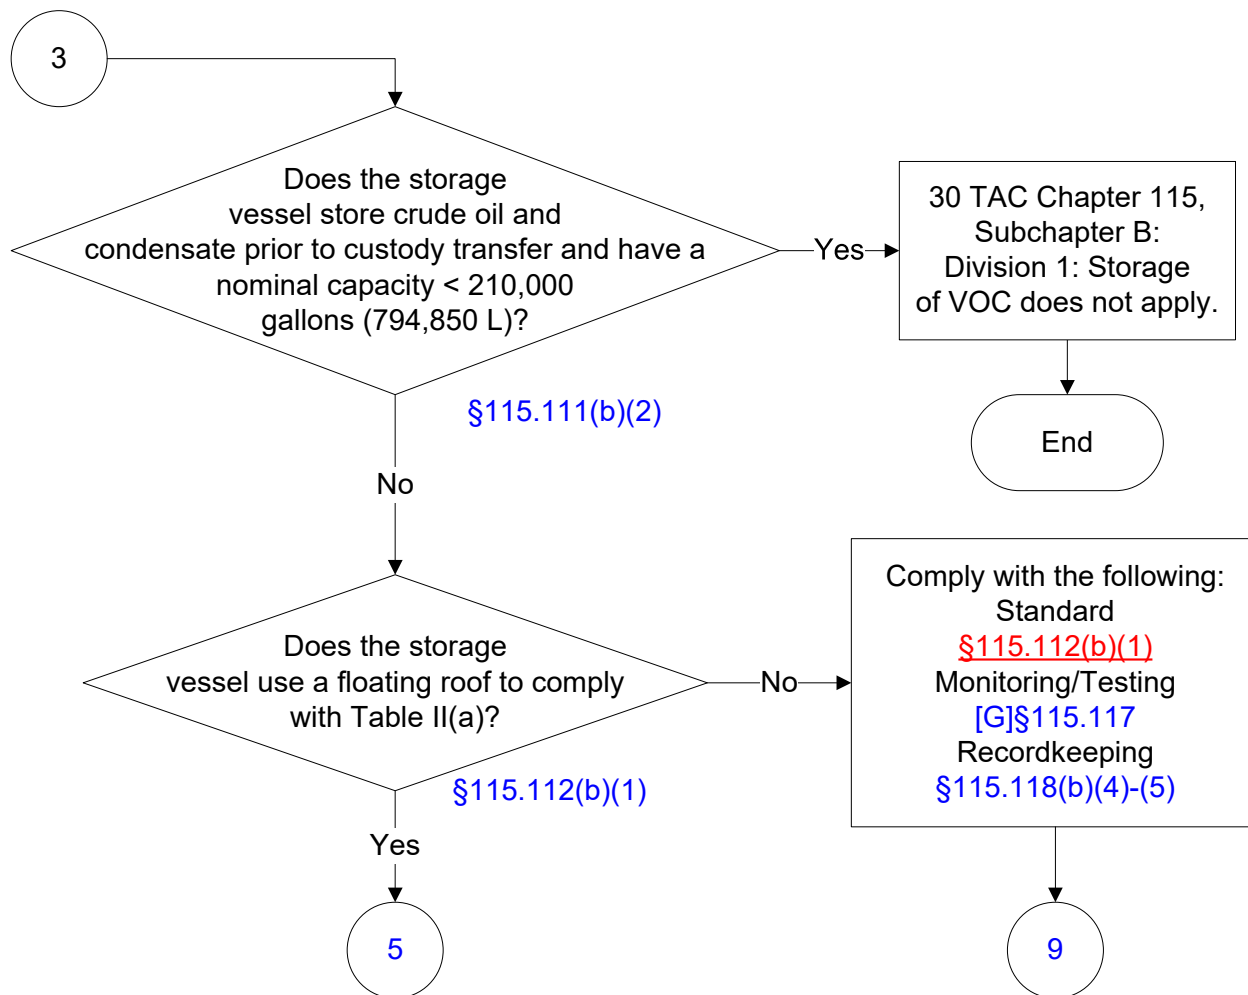 3
Does the storage
vessel store crude oil and
condensate prior to custody transfer and have a
nominal capacity < 210,000
gallons (794,850 L)?
Yes
30 TAC Chapter 115,
Subchapter B:
Division 1: Storage
of VOC does not apply.
§115.111(b)(2)
End
No
Does the storage
vessel use a floating roof to comply
with Table II(a)?
No
Comply with the following:
Standard
§115.112(b)(1)
Monitoring/Testing
[G]§115.117
Recordkeeping
§115.118(b)(4)-(5)
§115.112(b)(1)
Yes
5
9